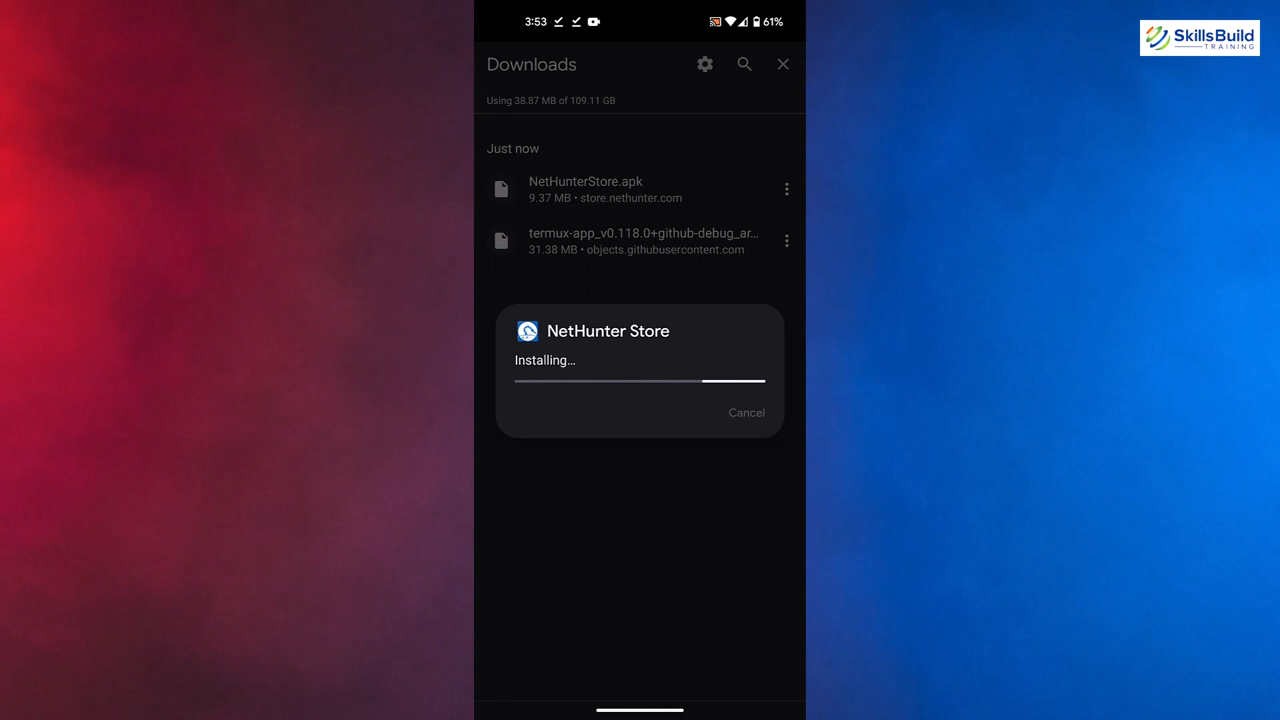 3:53
61%
SkillsBuild
TRAINING
Downloads
Using 38.87 MB of 109.11 GB
Just now
NetHunterStore.apk
9.37 MB • store.nethunter.com
termux-app_v0.118.0+github-debug_ar...
31.38 MB • objects.githubusercontent.com
NetHunter Store
Installing...
Cancel